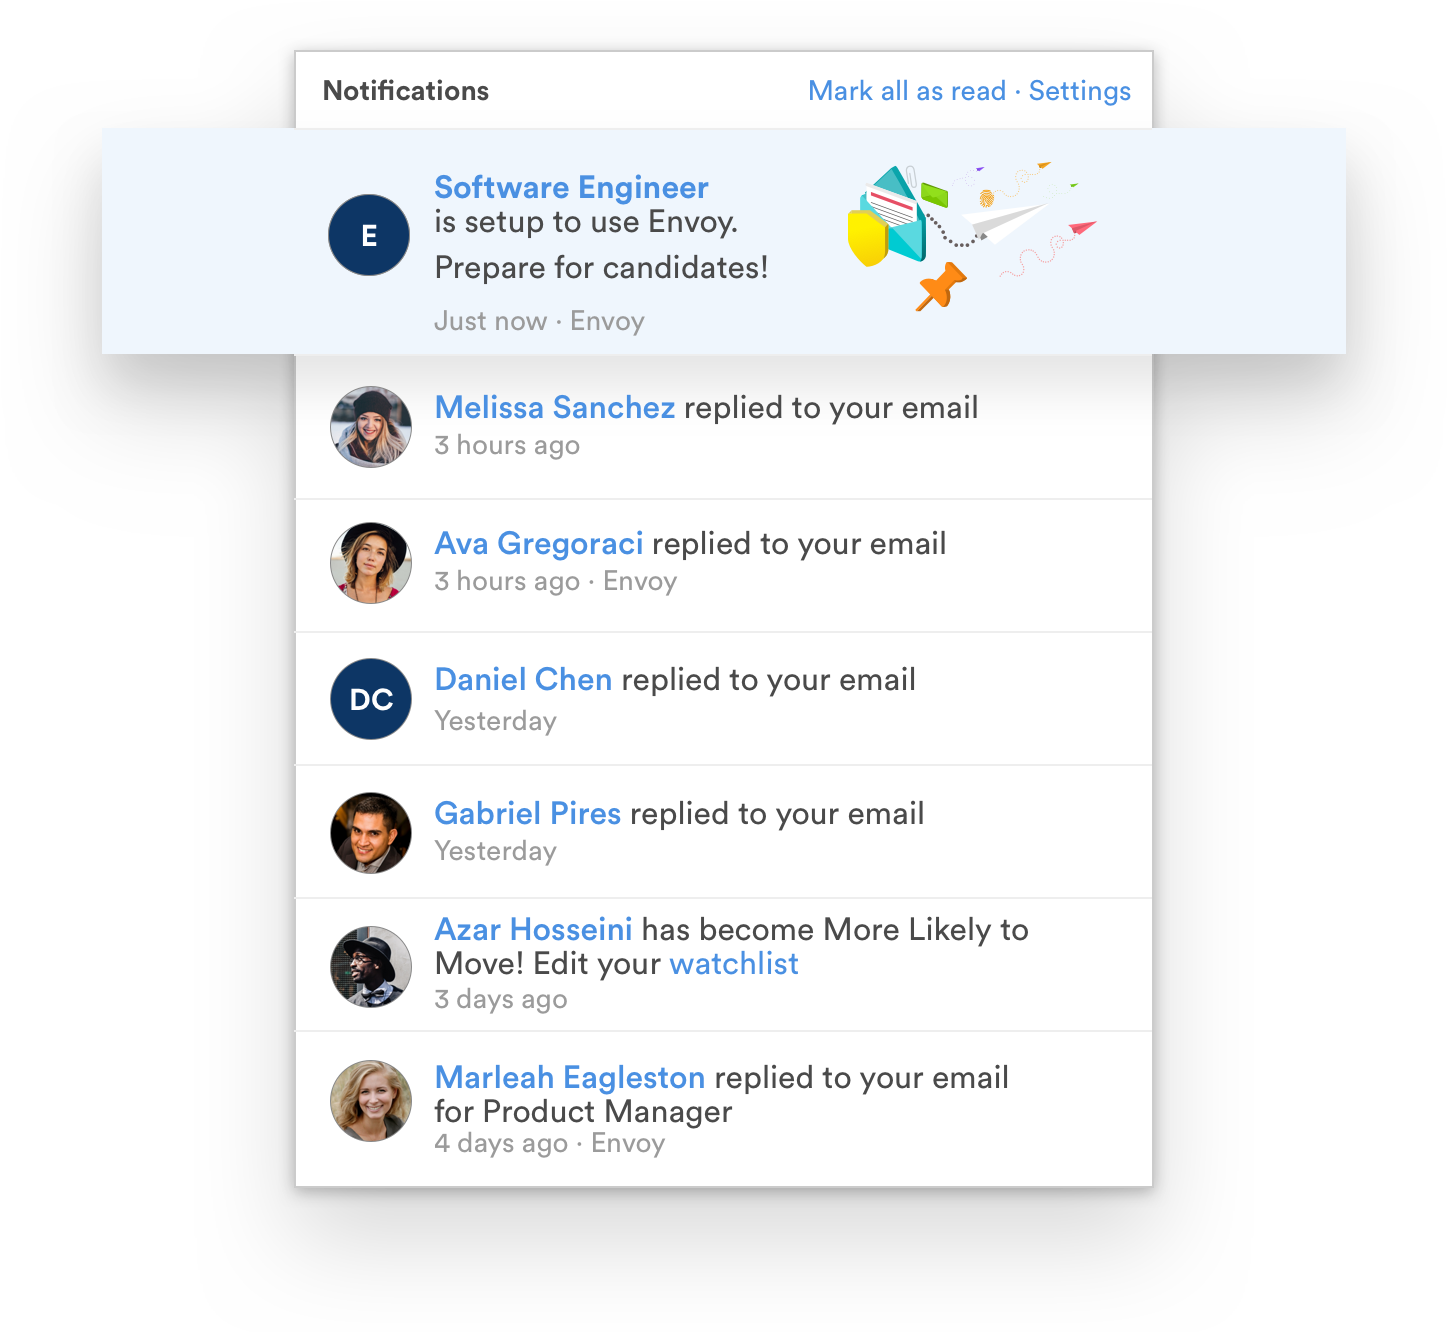 Notifications
Mark all as read · Settings
E
Software Engineer
is setup to use Envoy.
Prepare for candidates!
Just now · Envoy
Melissa Sanchez replied to your email
3 hours ago
Ava Gregoraci replied to your email
3 hours ago · Envoy
DC
Daniel Chen replied to your email
Yesterday
Gabriel Pires replied to your email
Yesterday
Azar Hosseini has become More Likely to
Move! Edit your watchlist
3 days ago
Marleah Eagleston replied to your email
for Product Manager
4 days ago · Envoy